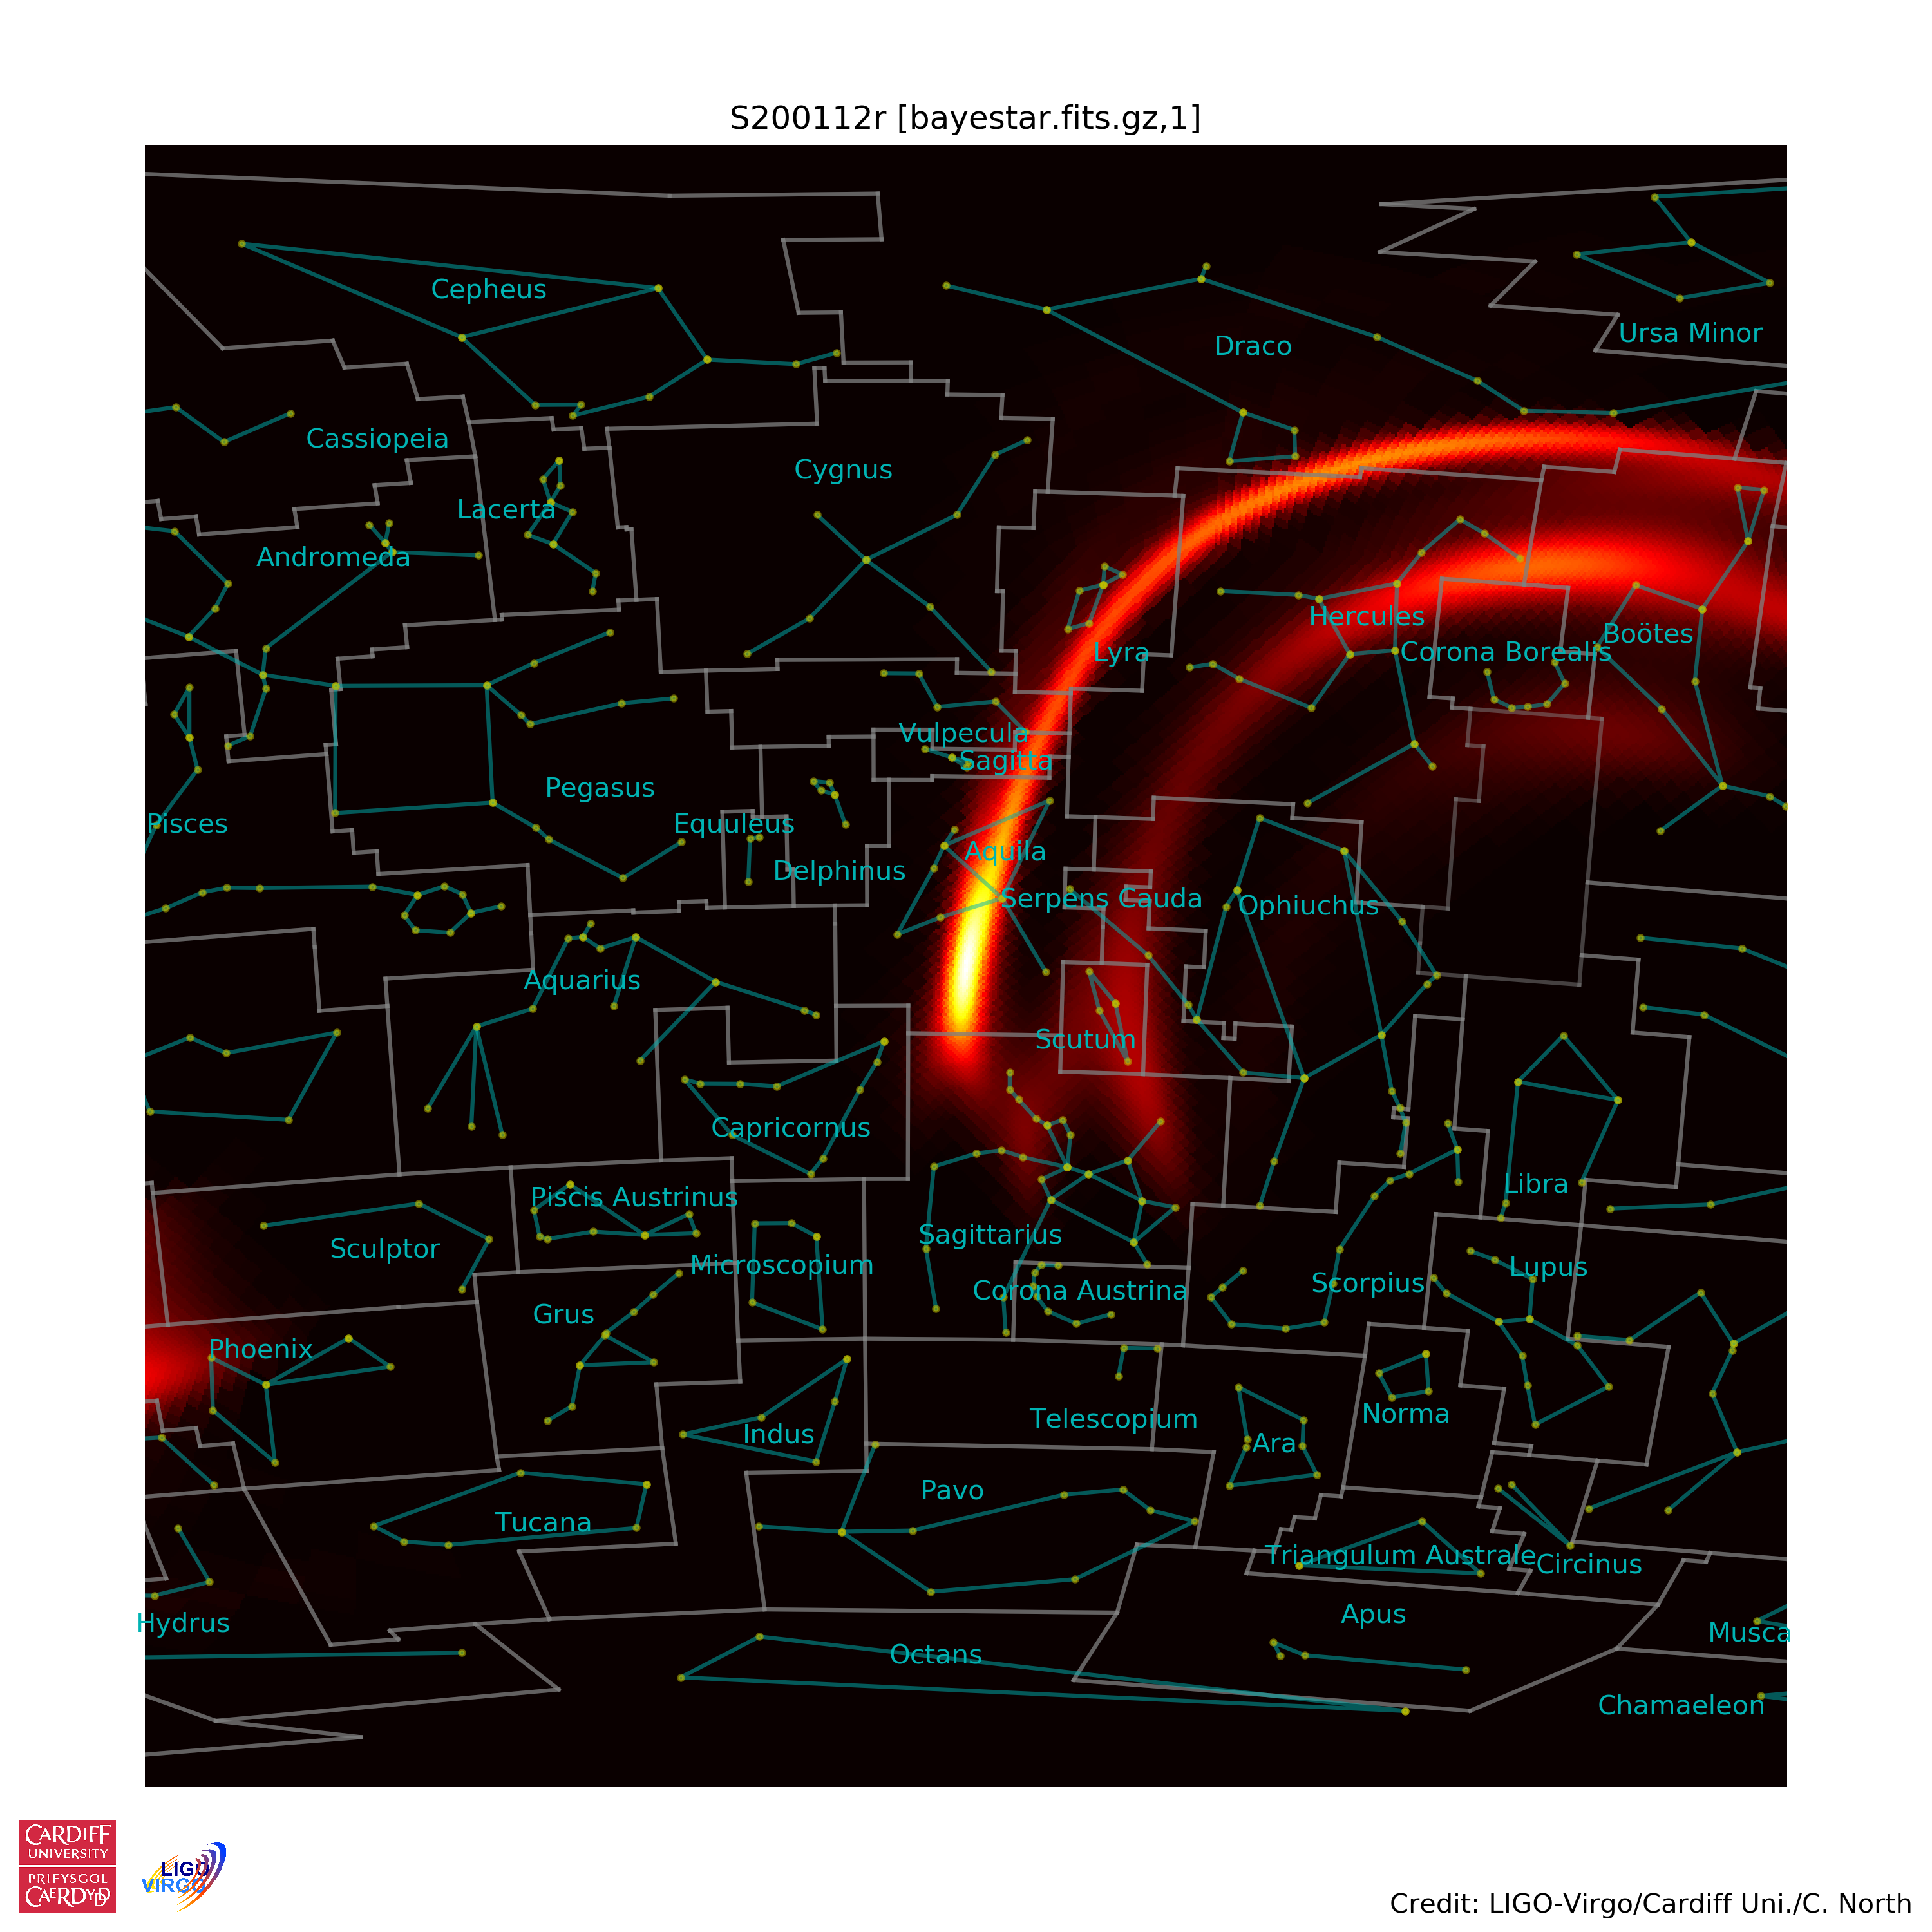 S200112r [bayestar.fits.gz,1]
Cepheus
Draco
Ursa Minor
Cassiopeia
Cygnus
Lacerta
Andromeda
Hercules
Boötes
Lyra
Corona Borealis
Vulpecula
Sagitta
Pegasus
Pisces
Equuleus
Aquila
Delphinus
Serpens Cauda
Ophiuchus
Aquarius
Scutum
Capricornus
Libra
Piscis Austrinus
Sagittarius
Sculptor
Microscopium
Lupus
Scorpius
Corona Austrina
Grus
Phoenix
Norma
Telescopium
Indus
Ara
Pavo
Tucana
Triangulum Australe
Circinus
Apus
Hydrus
Musca
Octans
Chamaeleon
CARDIFF
UNIVERSITY
PRIFYSGOL
CAERDYDD
LIGO
VIRGO
Credit: LIGO-Virgo/Cardiff Uni./C. North